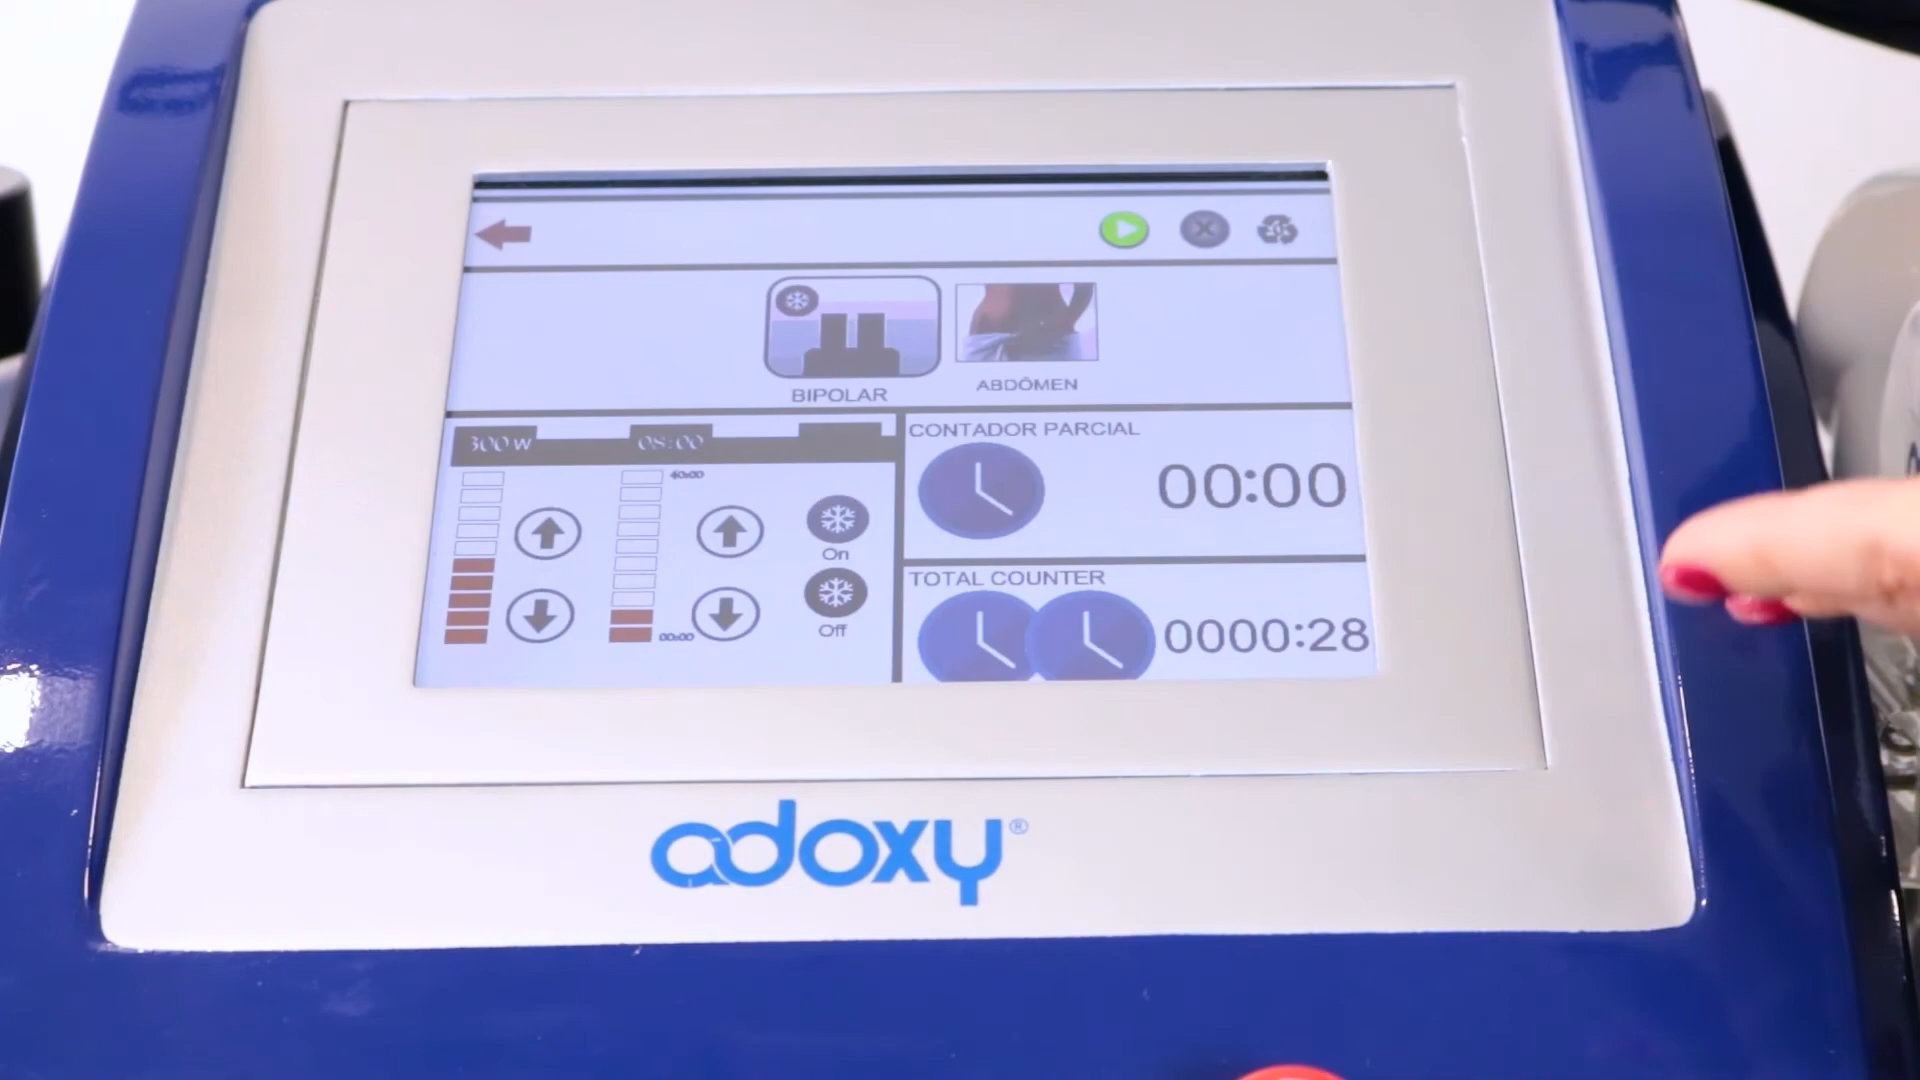 BIPOLAR
ABDÔMEN
300 W
08:00
40:00
00:00
On
Off
CONTADOR PARCIAL
00:00
TOTAL COUNTER
0000:28
adoxy®